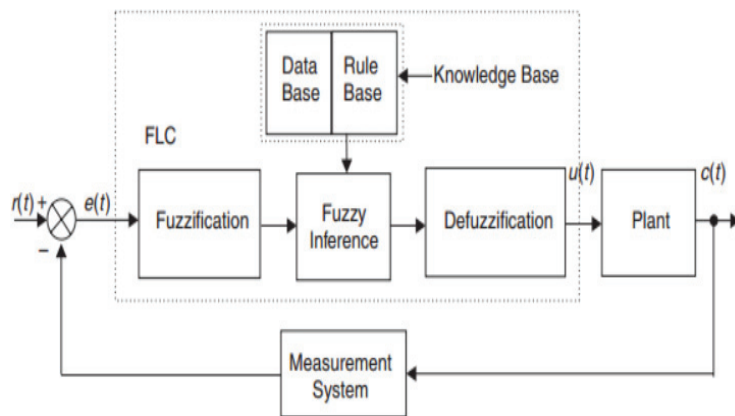 Data
Base
Rule
Base
Knowledge Base
FLC
r(t) +
e(t)
−
Fuzzification
Fuzzy
Inference
Defuzzification
u(t)
Plant
c(t)
Measurement
System